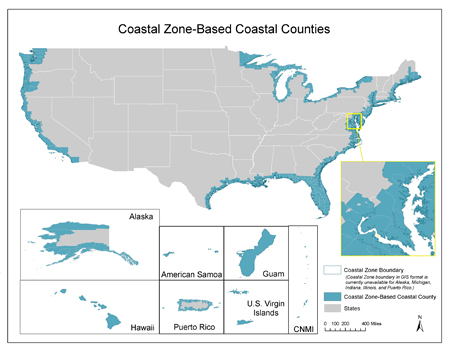 Coastal Zone-Based Coastal Counties
Alaska
Hawaii
American Samoa
Guam
Puerto Rico
U.S. Virgin
Islands
CNMI
Coastal Zone Boundary
(Coastal Zone boundary in GIS format is
currently unavailable for Alaska, Michigan,
Indiana, Illinois, and Puerto Rico.)
Coastal Zone-Based Coastal County
States
0 100 200 400 Miles